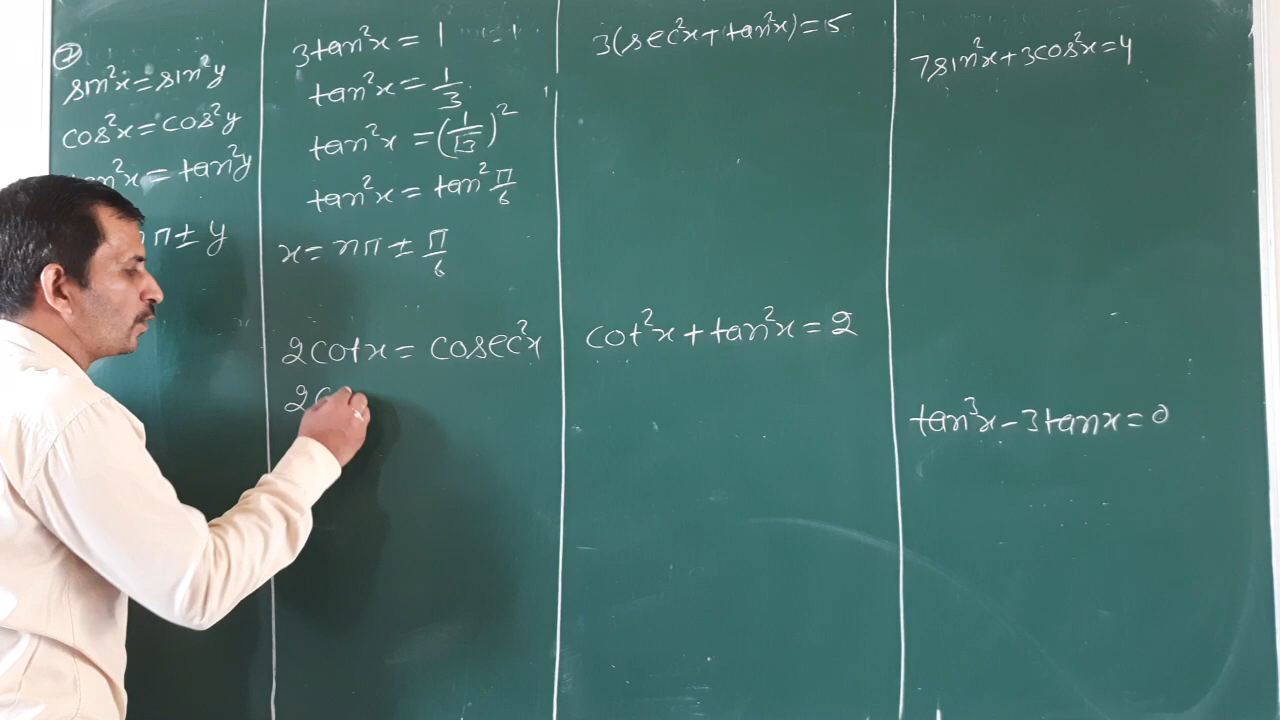 ②
sin²x = sin²y
cos²x = cos²y
tan²x = tan²y
nπ ± y
3tan²x = 1
tan²x = 1/3
tan²x = (1/√3)²
tan²x = tan² π/6
x = nπ ± π/6
2cotx = cosec²x
2c
3(sec²x + tan²x) = 5
cot²x + tan²x = 2
7sin²x + 3cos²x = 4
tan³x - 3tanx = 0